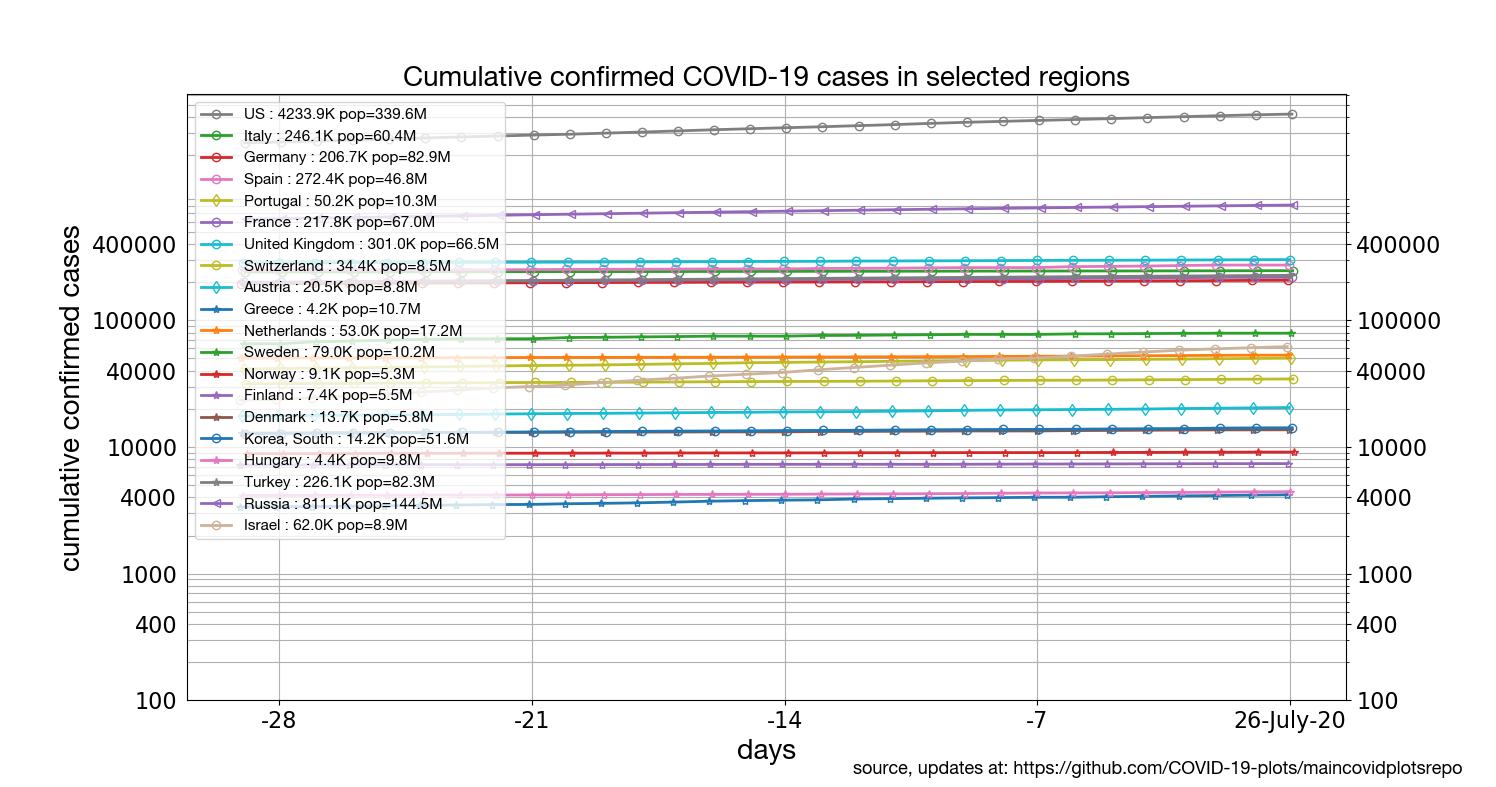 Cumulative confirmed COVID-19 cases in selected regions
US : 4233.9K pop=339.6M
Italy : 246.1K pop=60.4M
Germany : 206.7K pop=82.9M
Spain : 272.4K pop=46.8M
Portugal : 50.2K pop=10.3M
France : 217.8K pop=67.0M
United Kingdom : 301.0K pop=66.5M
Switzerland : 34.4K pop=8.5M
Austria : 20.5K pop=8.8M
Greece : 4.2K pop=10.7M
Netherlands : 53.0K pop=17.2M
Sweden : 79.0K pop=10.2M
Norway : 9.1K pop=5.3M
Finland : 7.4K pop=5.5M
Denmark : 13.7K pop=5.8M
Korea, South : 14.2K pop=51.6M
Hungary : 4.4K pop=9.8M
Turkey : 226.1K pop=82.3M
Russia : 811.1K pop=144.5M
Israel : 62.0K pop=8.9M
cumulative confirmed cases
400000
100000
40000
10000
4000
1000
400
100
400000
100000
40000
10000
4000
1000
400
100
-28 -21 -14 -7 26-July-20
days
source, updates at: https://github.com/COVID-19-plots/maincovidplotsrepo